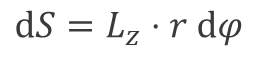 dS = L_z · r dφ